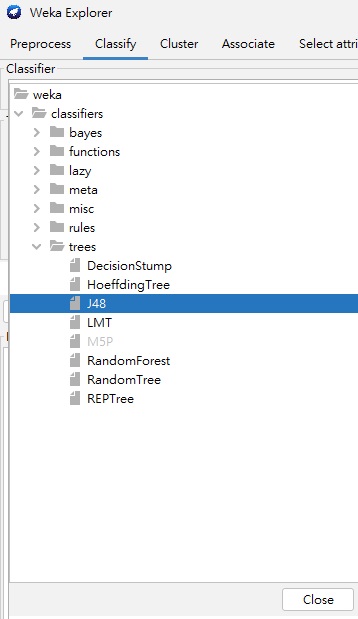 Weka Explorer
Preprocess Classify Cluster Associate Select attri
Classifier
weka
classifiers
bayes
functions
lazy
meta
misc
rules
trees
DecisionStump
HoeffdingTree
J48
LMT
M5P
RandomForest
RandomTree
REPTree
Close